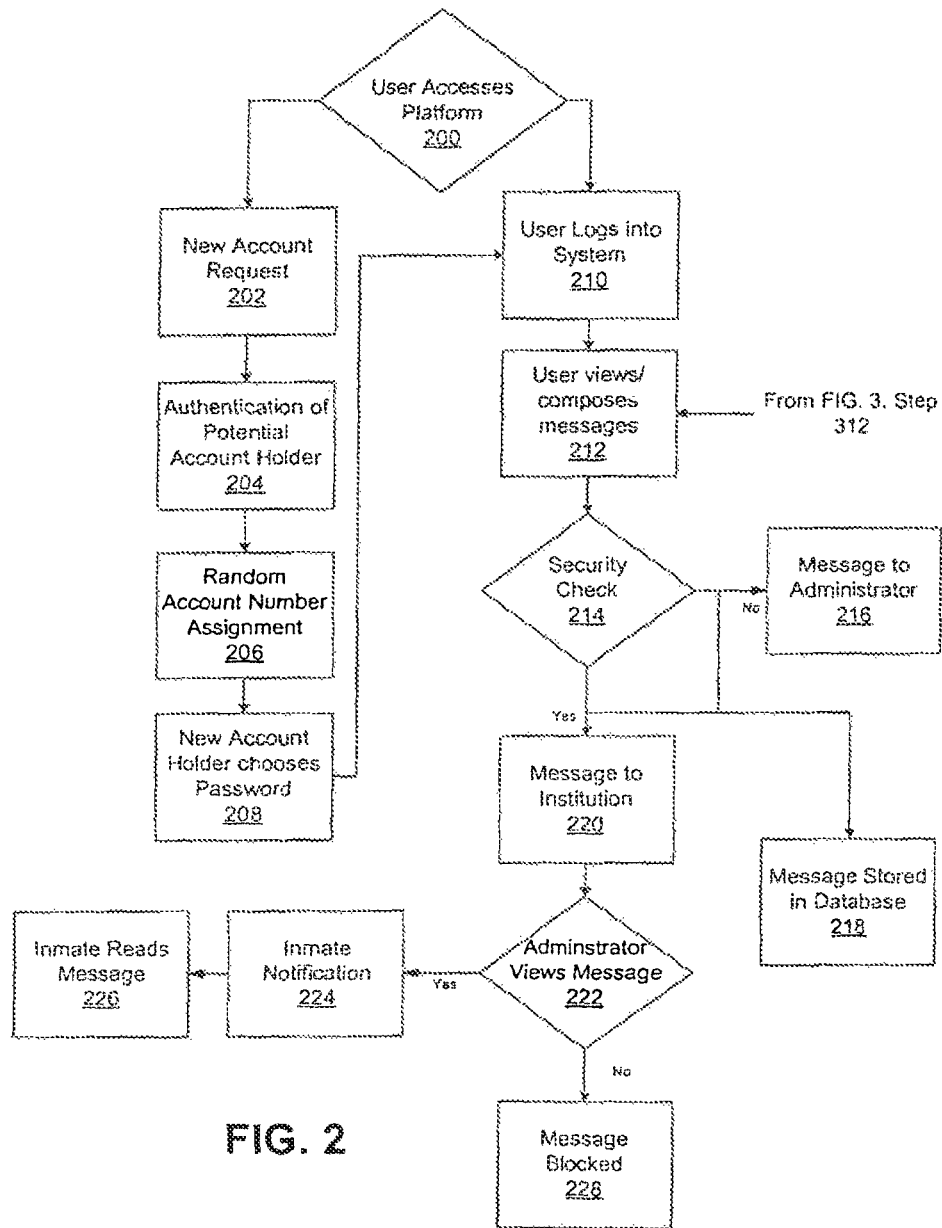 User Accesses
Platform
200
New Account
Request
202
User Logs into
System
210
Authentication of
Potential
Account Holder
204
User views/
composes
messages
212
From FIG. 3, Step
312
Random
Account Number
Assignment
206
Security
Check
214
No
Message to
Administrator
216
New Account
Holder chooses
Password
208
Yes
Message to
Institution
220
Message Stored
in Database
218
Inmate Reads
Message
226
Inmate
Notification
224
Yes
Adminstrator
Views Message
222
No
Message
Blocked
228
FIG. 2